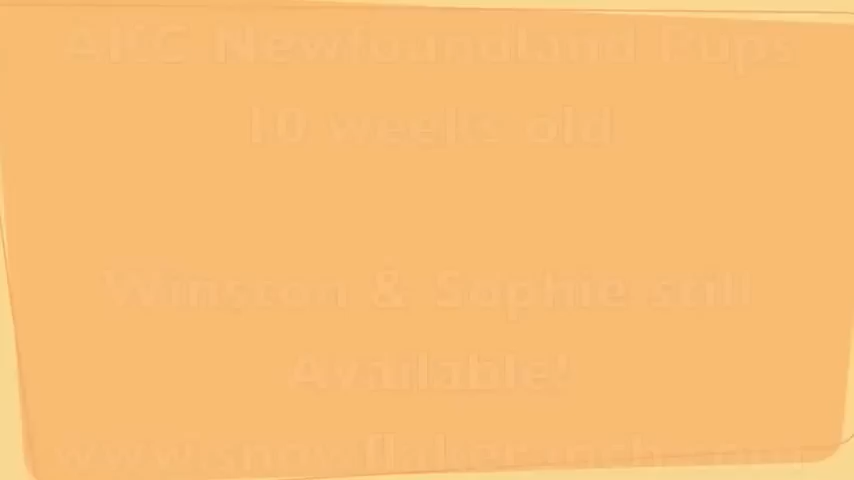 AKC Newfoundland Pups
10 weeks old
Winston & Sophie still
Available!